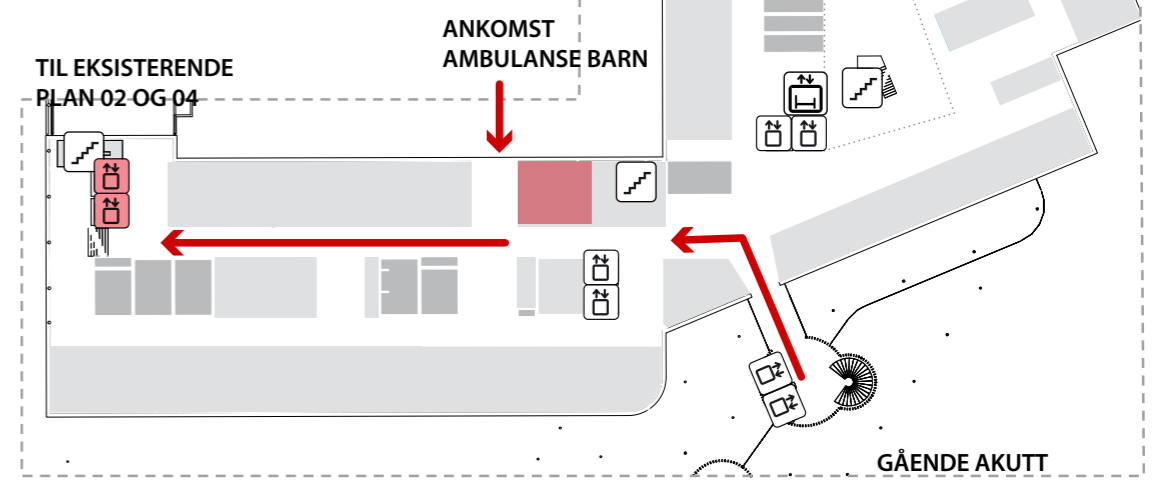 ANKOMST
AMBULANSE BARN
TIL EKSISTERENDE
PLAN 02 OG 04
GÅENDE AKUTT